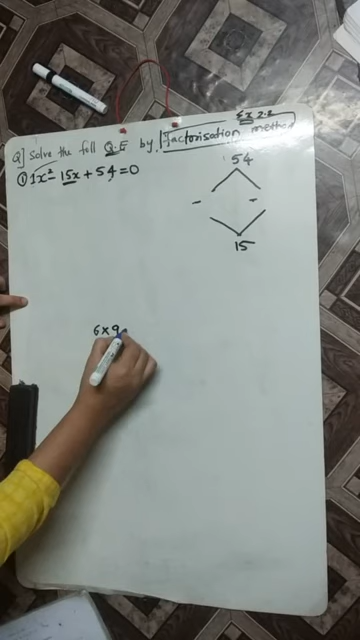 Ex 2.2
Q] Solve the foll Q.E by, Factorisation method
① 1x² - 15x + 54 = 0
54
- -
15
6 x 9